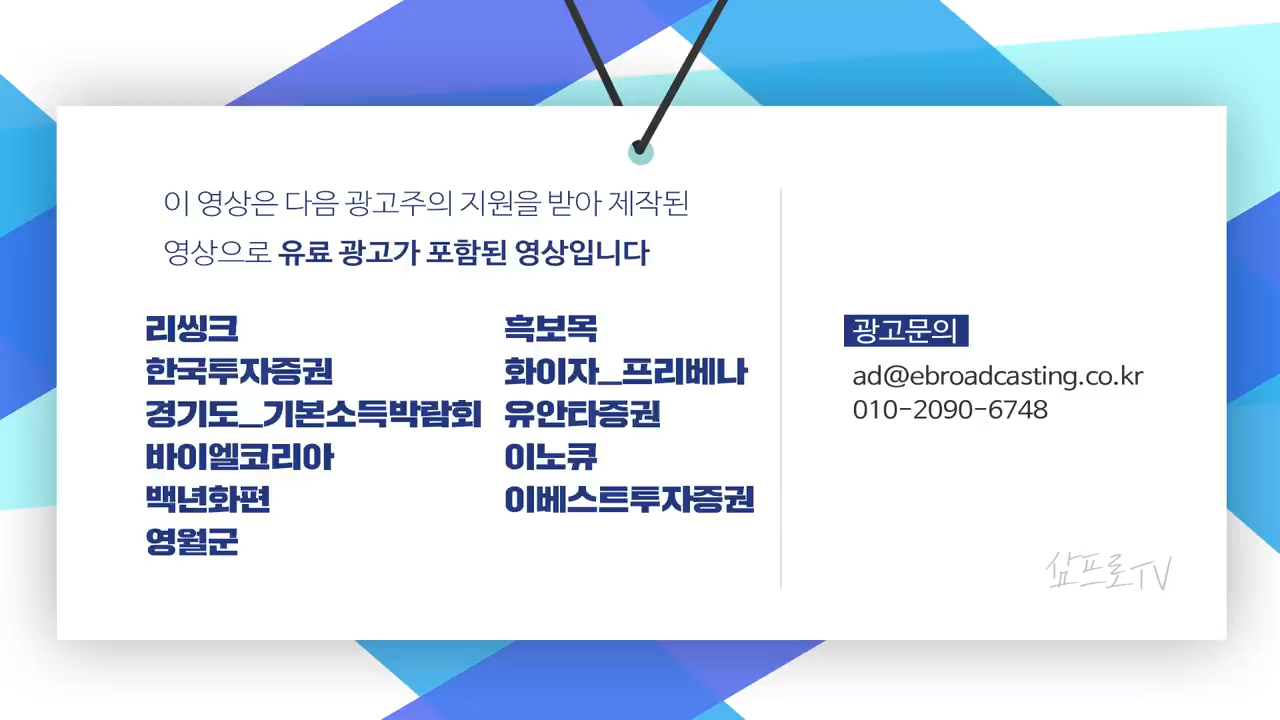 이 영상은 다음 광고주의 지원을 받아 제작된
영상으로 유료 광고가 포함된 영상입니다
리씽크
한국투자증권
경기도_기본소득박람회
바이엘코리아
백년화편
영월군
흑보목
화이자_프리베나
유안타증권
이노큐
이베스트투자증권
광고문의
ad@ebroadcasting.co.kr
010-2090-6748
삼프로TV